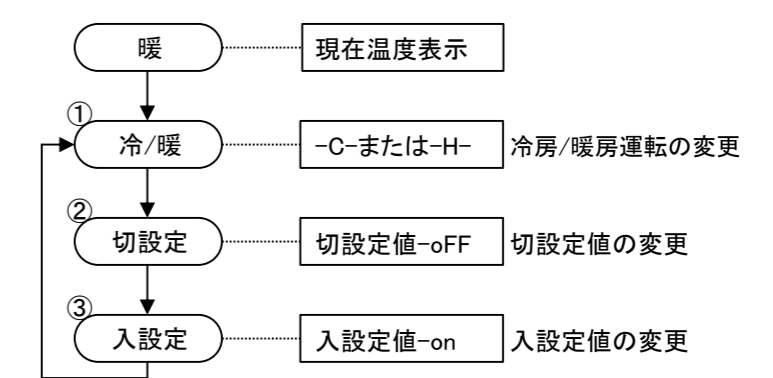 暖 現在温度表示
①
冷/暖 -C-または-H- 冷房/暖房運転の変更
②
切設定 切設定値-oFF 切設定値の変更
③
入設定 入設定値-on 入設定値の変更